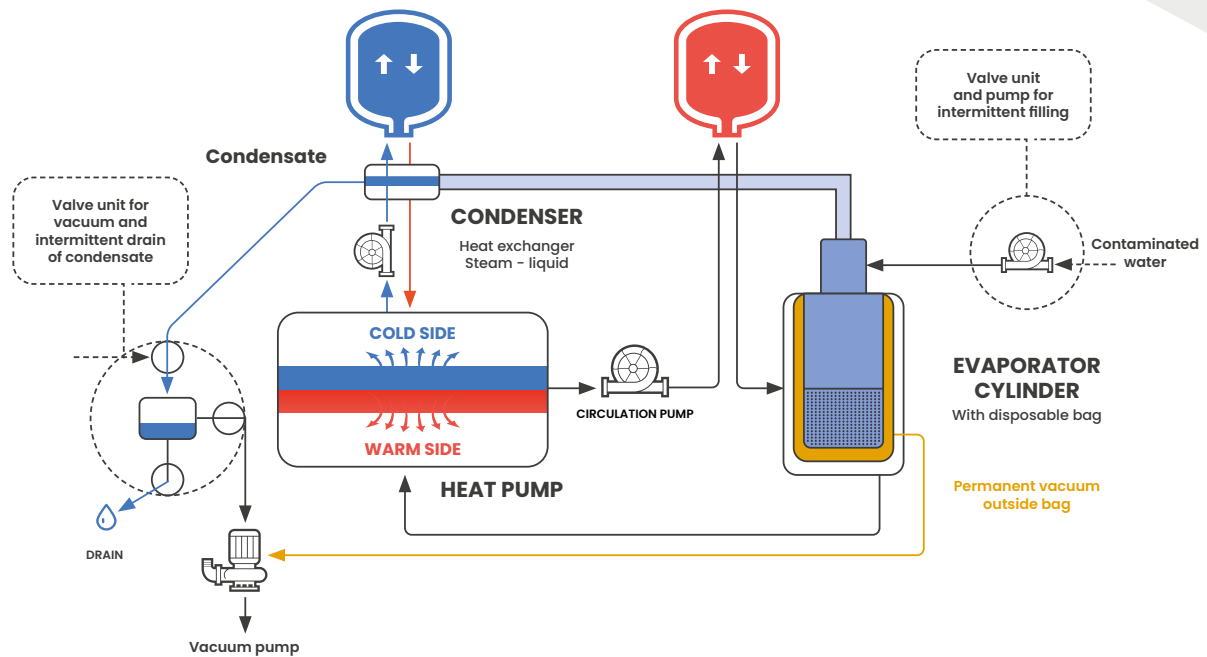 Valve unit
and pump for
intermittent filling
Condensate
Valve unit for
vacuum and
intermittent drain
of condensate
CONDENSER
Heat exchanger
Steam - liquid
Contaminated
water
COLD SIDE
WARM SIDE
HEAT PUMP
CIRCULATION PUMP
EVAPORATOR
CYLINDER
With disposable bag
Permanent vacuum
outside bag
DRAIN
Vacuum pump